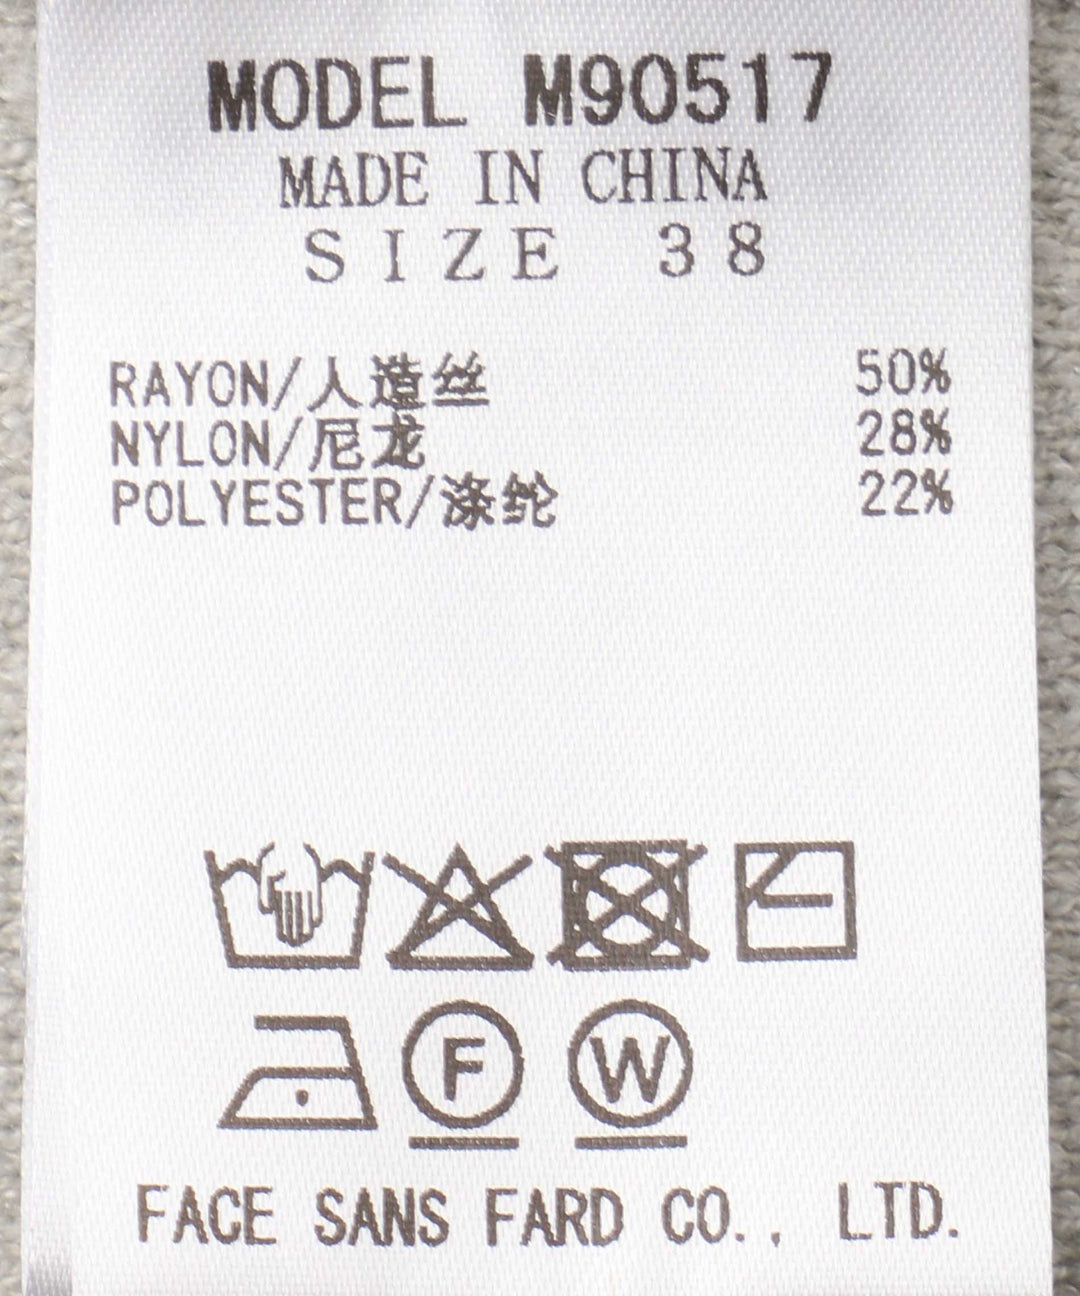 MODEL M90517
MADE IN CHINA
SIZE 38
RAYON/人造丝 50%
NYLON/尼龙 28%
POLYESTER/涤纶 22%
F W
FACE SANS FARD CO., LTD.